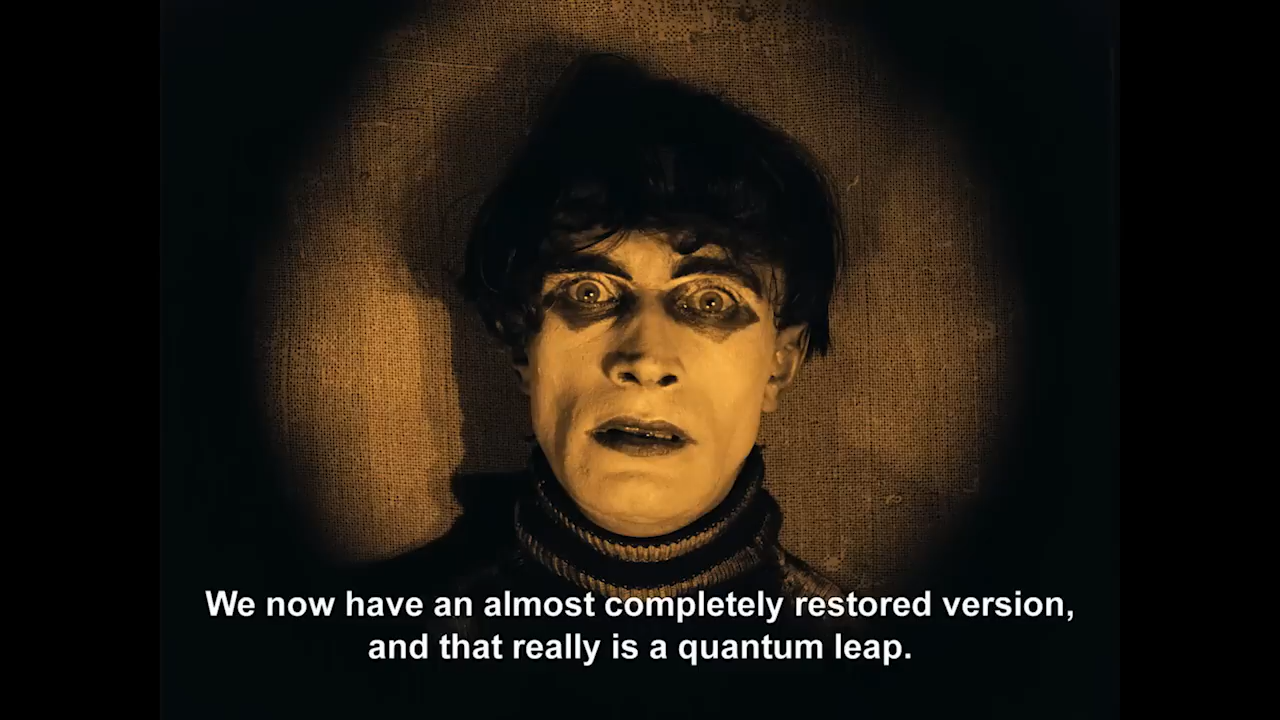 We now have an almost completely restored version,
and that really is a quantum leap.